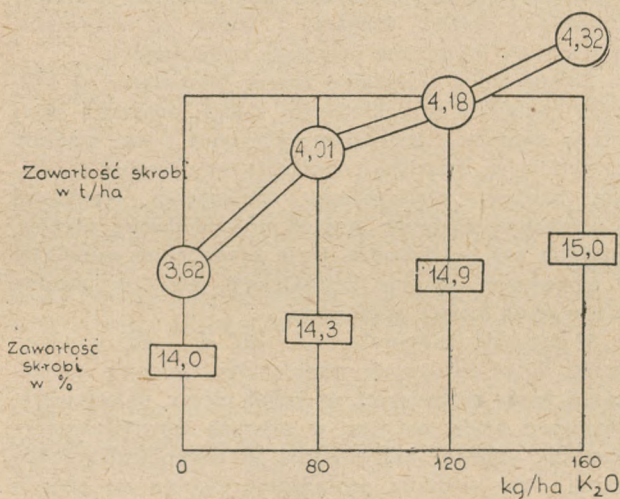 4,32
4,18
4,01
Zawartość skrobi
w t/ha
3,62
15,0
14,9
14,3
14,0
Zawartość
skrobi
w %
0 80 120 160
kg/ha K₂O